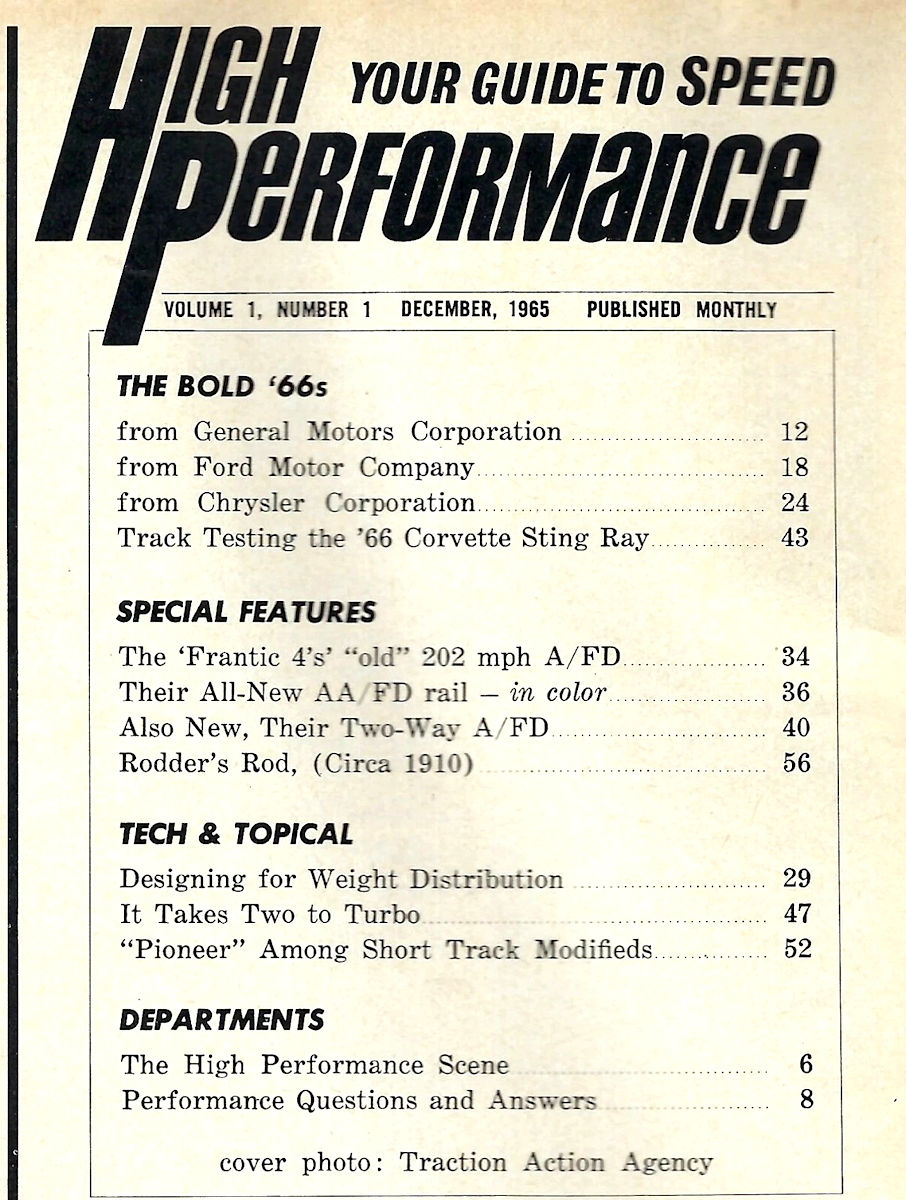 HIGH PERFORMANCE
YOUR GUIDE TO SPEED
VOLUME 1, NUMBER 1 DECEMBER, 1965 PUBLISHED MONTHLY
THE BOLD ‘66s
from General Motors Corporation 12
from Ford Motor Company 18
from Chrysler Corporation 24
Track Testing the ’66 Corvette Sting Ray 43
SPECIAL FEATURES
The ‘Frantic 4’s’ “old” 202 mph A/FD 34
Their All-New AA/FD rail – in color 36
Also New, Their Two-Way A/FD 40
Rodder’s Rod, (Circa 1910) 56
TECH & TOPICAL
Designing for Weight Distribution 29
It Takes Two to Turbo 47
“Pioneer” Among Short Track Modifieds 52
DEPARTMENTS
The High Performance Scene 6
Performance Questions and Answers 8
cover photo: Traction Action Agency